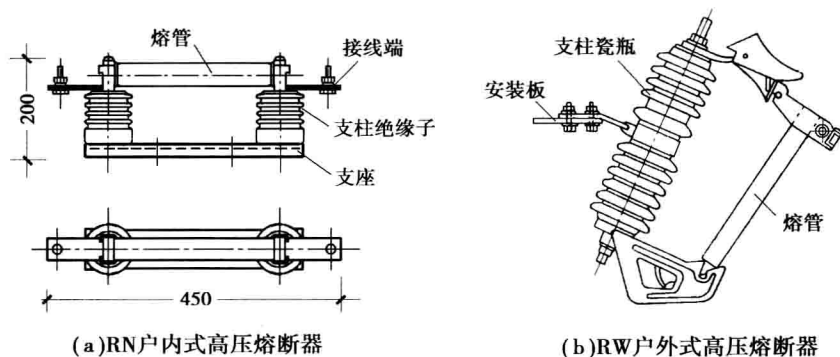 熔管
接线端
200
支柱绝缘子
支座
450
(a)RN户内式高压熔断器
支柱瓷瓶
安装板
熔管
(b)RW户外式高压熔断器